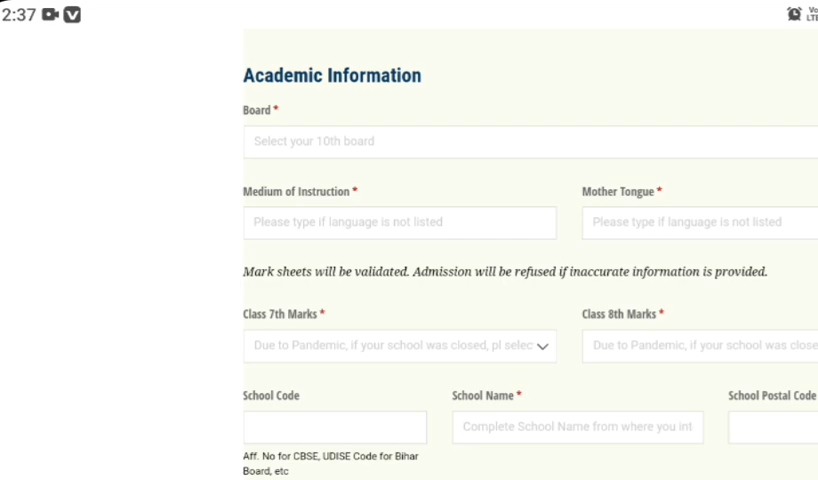 2:37
Vo
LTE
Academic Information
Board *
Select your 10th board
Medium of Instruction * Mother Tongue *
Please type if language is not listed Please type if language is not listed
Mark sheets will be validated. Admission will be refused if inaccurate information is provided.
Class 7th Marks * Class 8th Marks *
Due to Pandemic, if your school was closed, pl selec Due to Pandemic, if your school was close
School Code School Name * School Postal Code
Complete School Name from where you int
Aff. No for CBSE, UDISE Code for Bihar
Board, etc